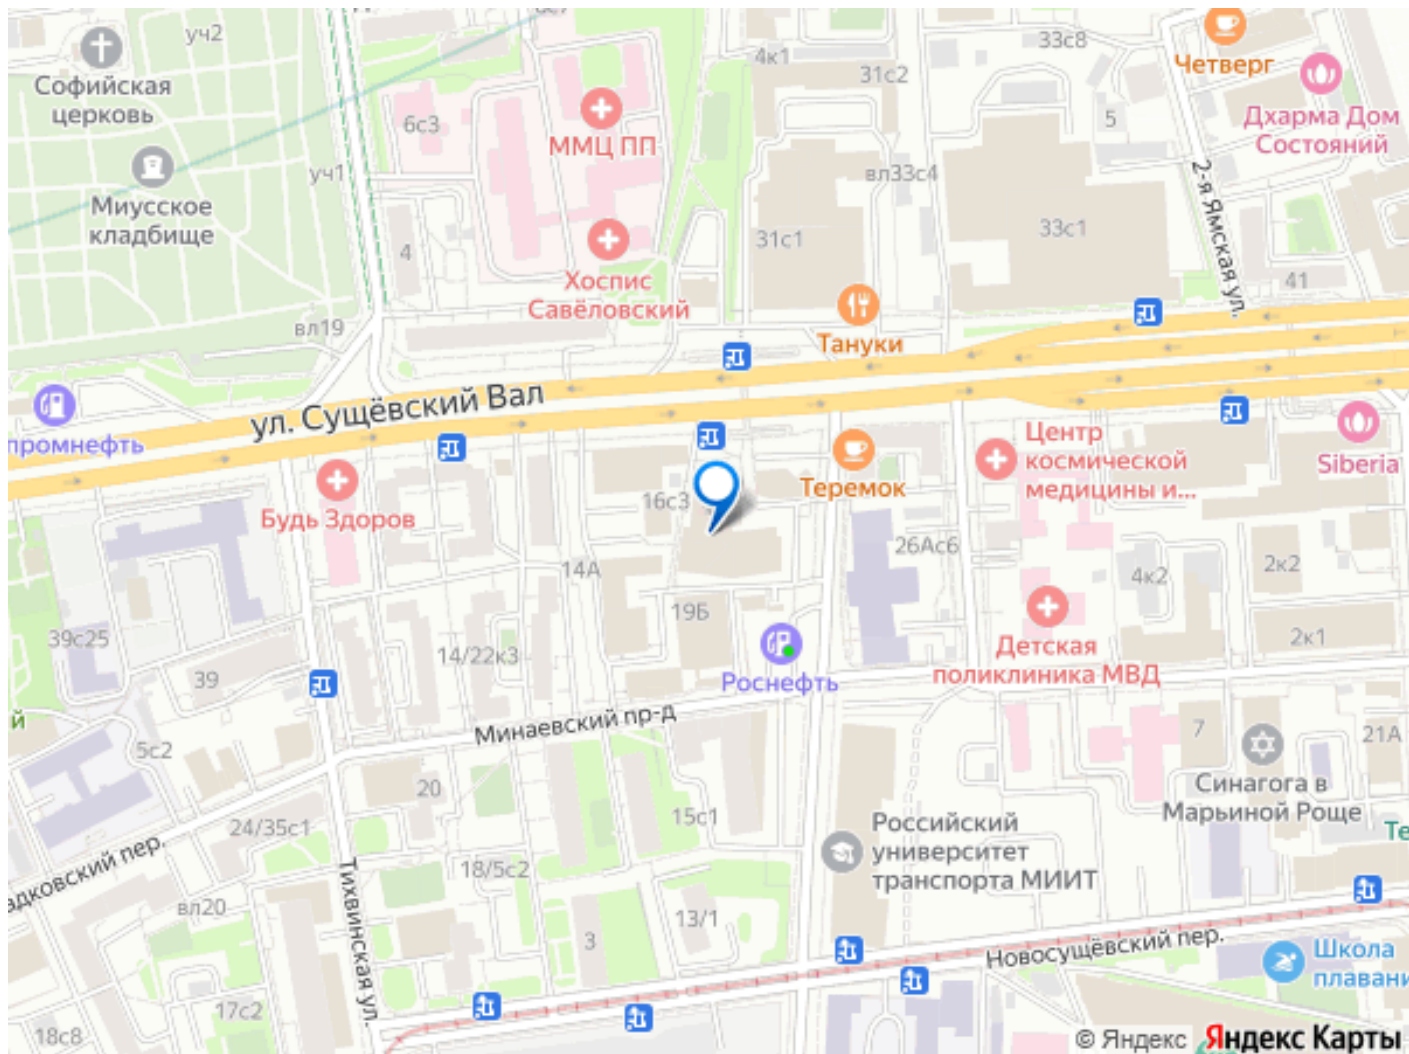 уч2
Софийская
церковь
Миусское
кладбище
уч1
6с3
ММЦ ПП
4к1
31с2
33с8
Четверг
5
Дхарма Дом
Состояний
вл33с4
2-я Ямская ул.
4
31с1
33с1
Хоспис
Савёловский
41
вл19
Тануки
ул. Сущёвский Вал
промнефть
Будь Здоров
16с3
Теремок
Центр
космической
медицины и...
Siberia
14А
26Ас6
4к2
2к2
19Б
39с25
39
14/22к3
Роснефть
Детская
поликлиника МВД
2к1
й
Минаевский пр-д
5с2
7
21А
20
Синагога в
Марьиной Роще
24/35с1
15с1
Российский
университет
транспорта МИИТ
Те
адковский пер.
18/5с2
Тихвинская ул.
вл20
13/1
3
Новосущёвский пер.
Школа
плавани
17с2
18с8
© Яндекс Яндекс Карты